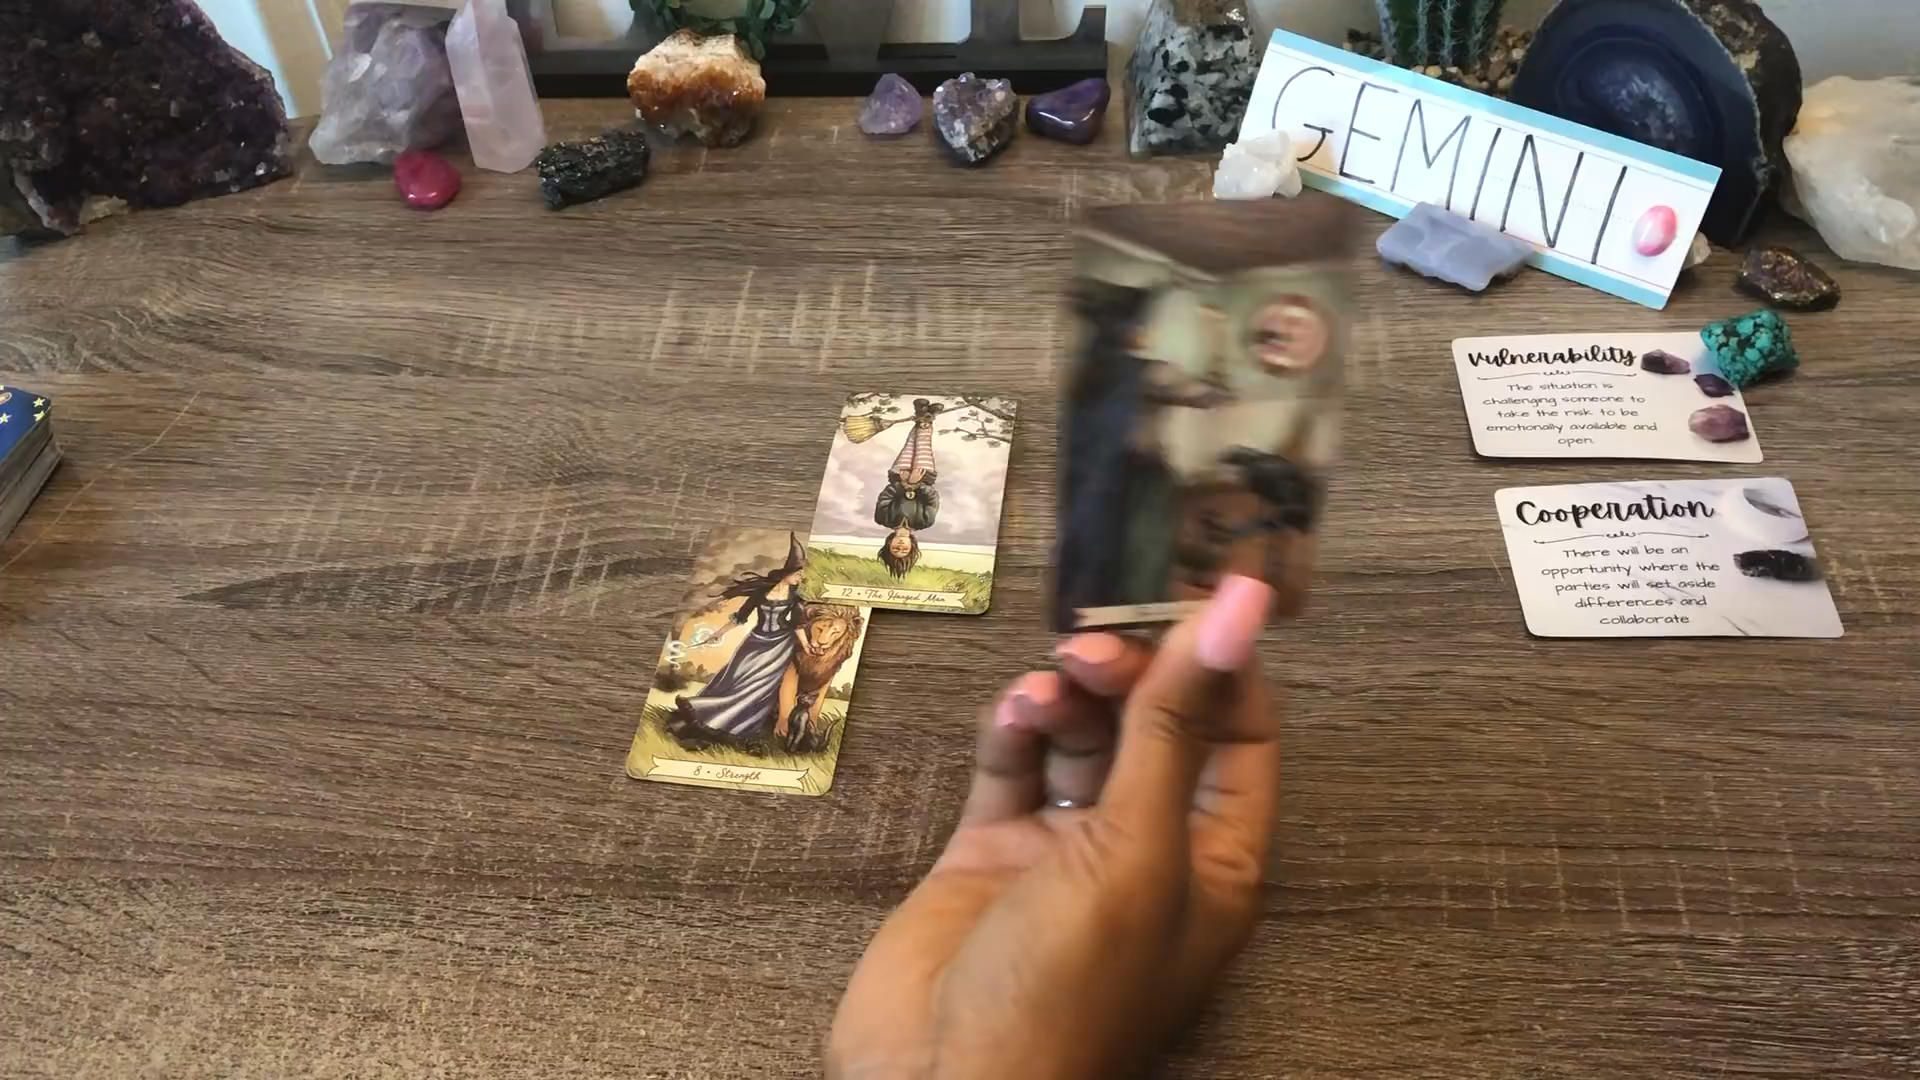 GEMINI
Vulnerability
The situation is
challenging someone to
take the risk to be
emotionally available and
open.
Cooperation
There will be an
opportunity where the
parties will set aside
differences and
collaborate
12 • The Hanged Man
8 • Strength